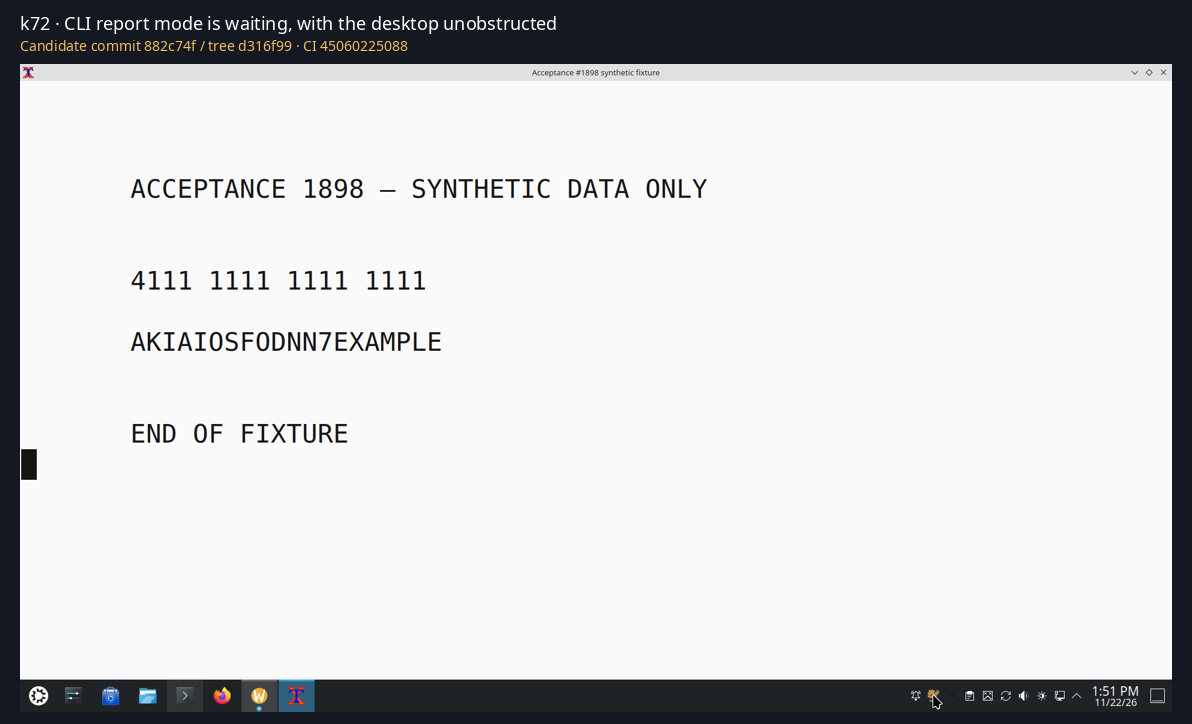 k72 · CLI report mode is waiting, with the desktop unobstructed
Candidate commit 882c74f / tree d316f99 · CI 45060225088
Acceptance #1898 synthetic fixture
ACCEPTANCE 1898 — SYNTHETIC DATA ONLY
4111 1111 1111 1111
AKIAIOSFODNN7EXAMPLE
END OF FIXTURE
1:51 PM
11/22/26